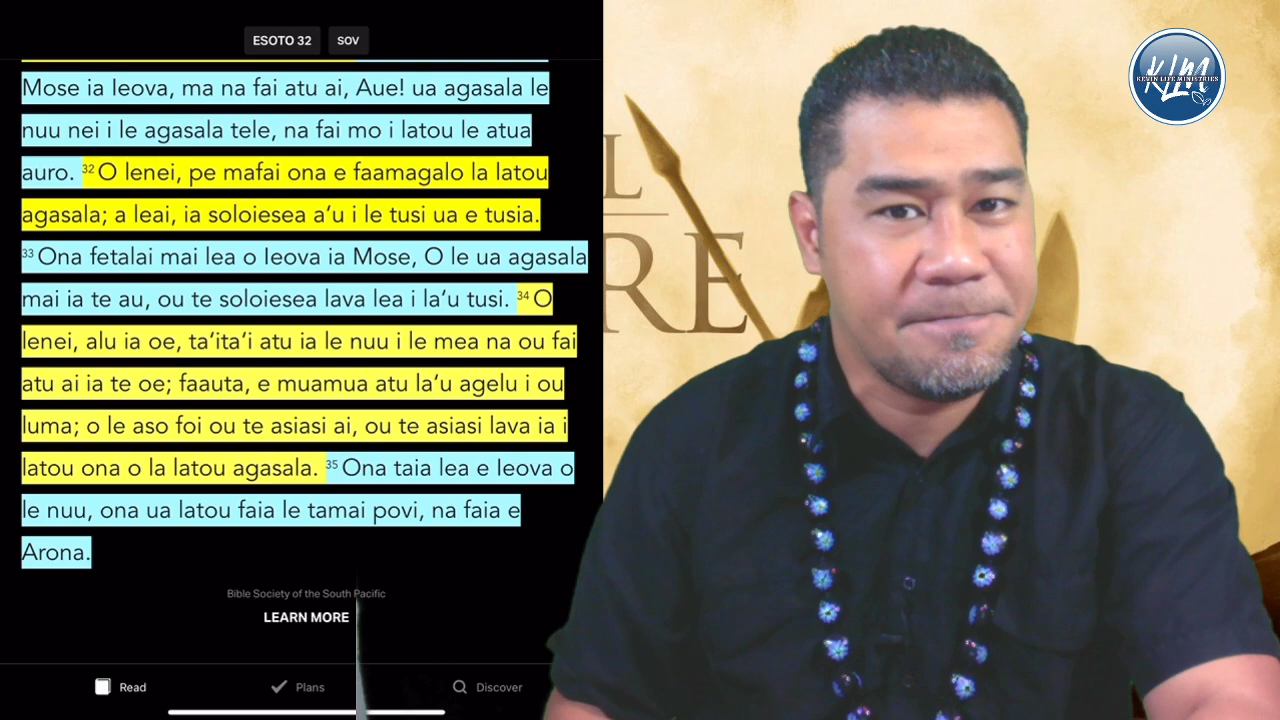 ESOTO 32 SOV
Mose ia Ieova, ma na fai atu ai, Aue! ua agasala le
nuu nei i le agasala tele, na fai mo i latou le atua
auro. 32 O lenei, pe mafai ona e faamagalo la latou
agasala; a leai, ia soloiesea a‘u i le tusi ua e tusia.
33 Ona fetalai mai lea o Ieova ia Mose, O le ua agasala
mai ia te au, ou te soloiesea lava lea i la‘u tusi. 34 O
lenei, alu ia oe, ta‘ita‘i atu ia le nuu i le mea na ou fai
atu ai ia te oe; faauta, e muamua atu la‘u agelu i ou
luma; o le aso foi ou te asiasi ai, ou te asiasi lava ia i
latou ona o la latou agasala. 35 Ona taia lea e Ieova o
le nuu, ona ua latou faia le tamai povi, na faia e
Arona.
Bible Society of the South Pacific
LEARN MORE
Read Plans Discover
L
RE
KLM
KEVIN LIFE MINISTRIES